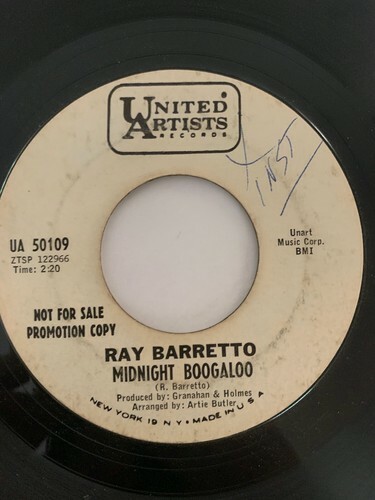 UNITED
ARTISTS
RECORDS
INST
UA 50109
ZTSP 122966
Time: 2:20
Unart
Music Corp.
BMI
NOT FOR SALE
PROMOTION COPY
RAY BARRETTO
MIDNIGHT BOOGALOO
(R. Barretto)
Produced by: Granahan & Holmes
Arranged by: Artie Butler
NEW YORK 19 N Y • MADE IN U S A